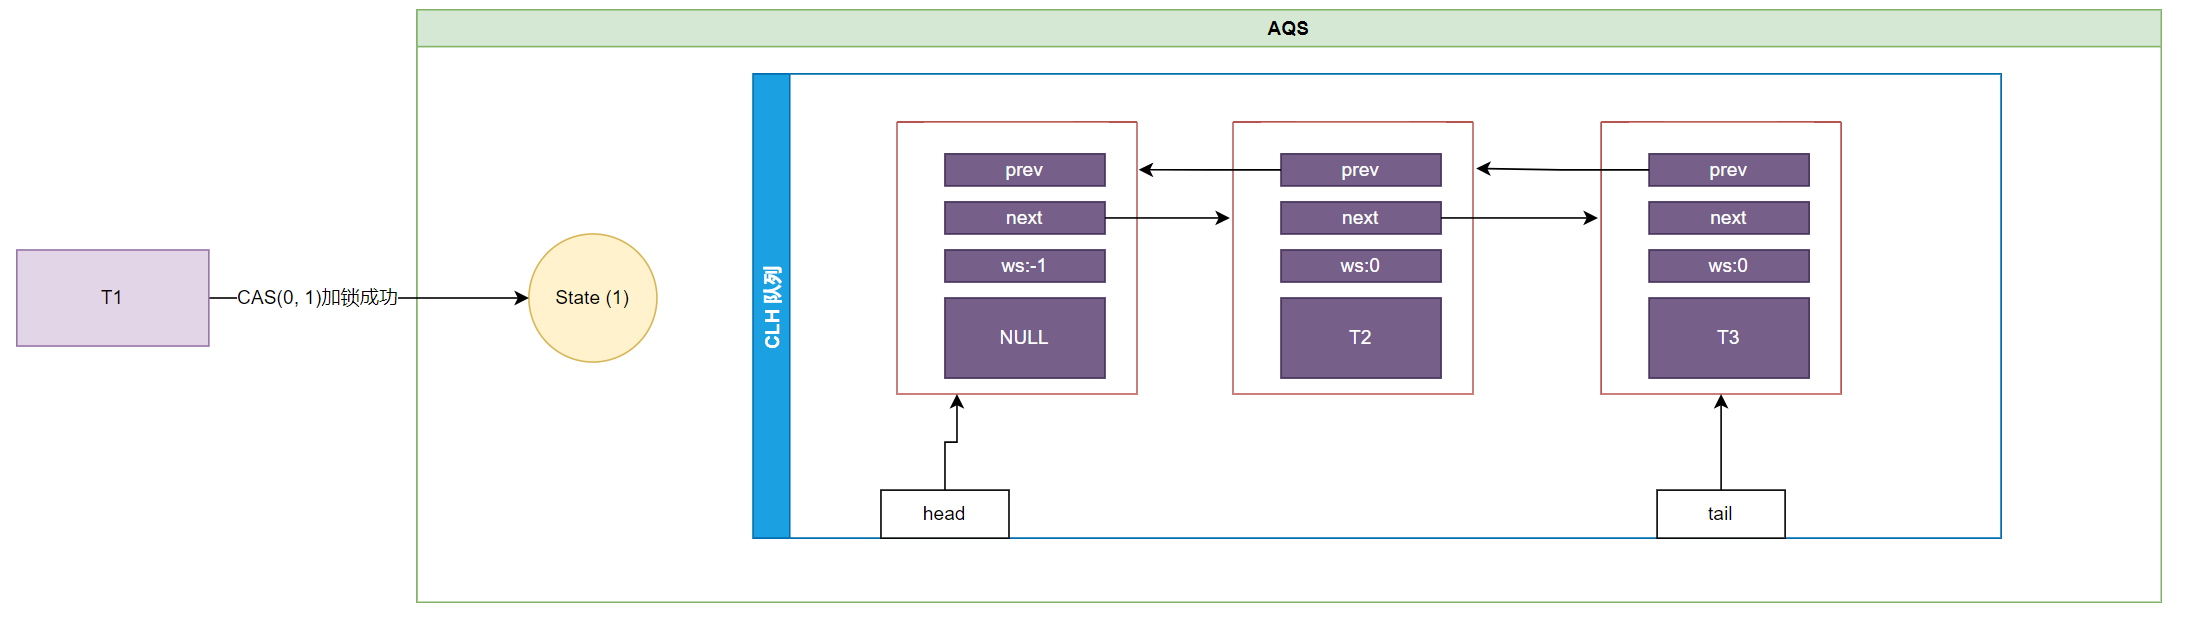 AQS
T1
CAS(0, 1)加锁成功
State (1)
CLH 队列
prev
next
ws:-1
NULL
prev
next
ws:0
T2
prev
next
ws:0
T3
head
tail